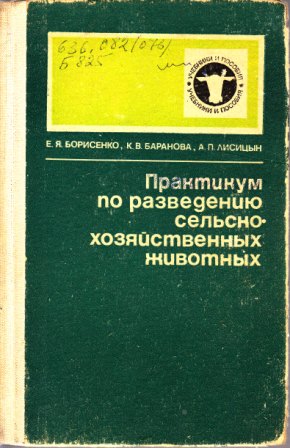 636.082(076)
Б 825
УЧЕБНИКИ И ПОСОБИЯ
УЧЕБНИКИ И ПОСОБИЯ
Е. Я. БОРИСЕНКО, К. В. БАРАНОВА, А. П. ЛИСИЦЫН
Практикум
по разведению
сельско-
хозяйственных
животных